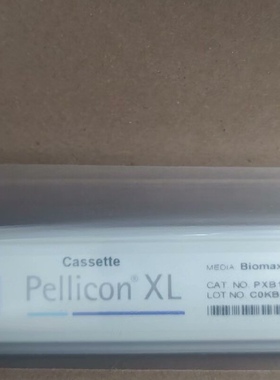 Cassette
Pellicon® XL
MEDIA Biomax
CAT NO. PXB
LOT NO. C0KB